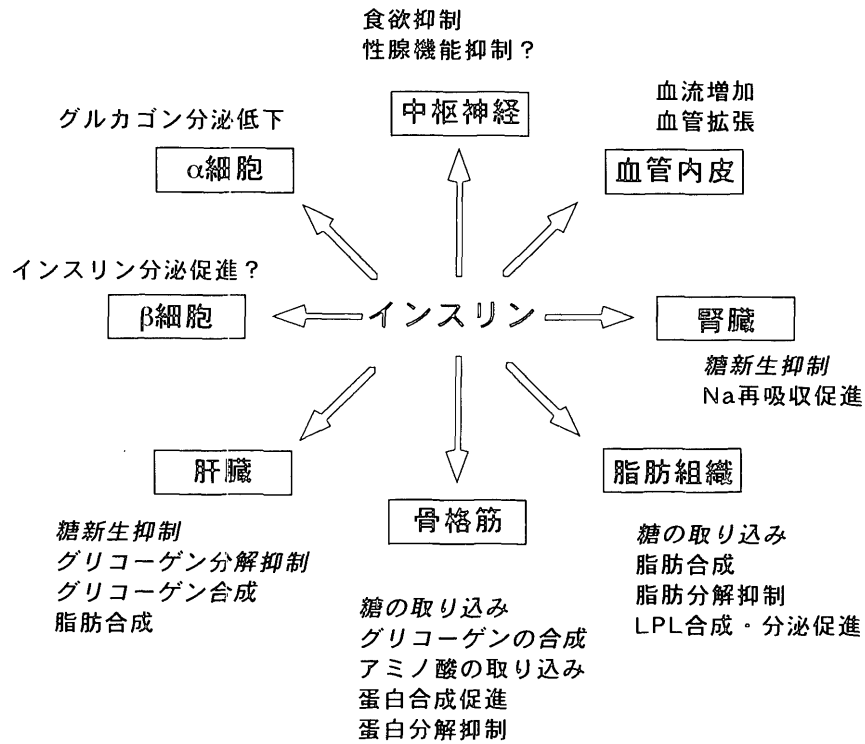 食欲抑制
性腺機能抑制?
中枢神経
血流増加
血管拡張
血管内皮
グルカゴン分泌低下
α細胞
インスリン分泌促進?
β細胞
インスリン
腎臓
糖新生抑制
Na再吸収促進
肝臓
糖新生抑制
グリコーゲン分解抑制
グリコーゲン合成
脂肪合成
骨格筋
糖の取り込み
グリコーゲンの合成
アミノ酸の取り込み
蛋白合成促進
蛋白分解抑制
脂肪組織
糖の取り込み
脂肪合成
脂肪分解抑制
LPL合成・分泌促進